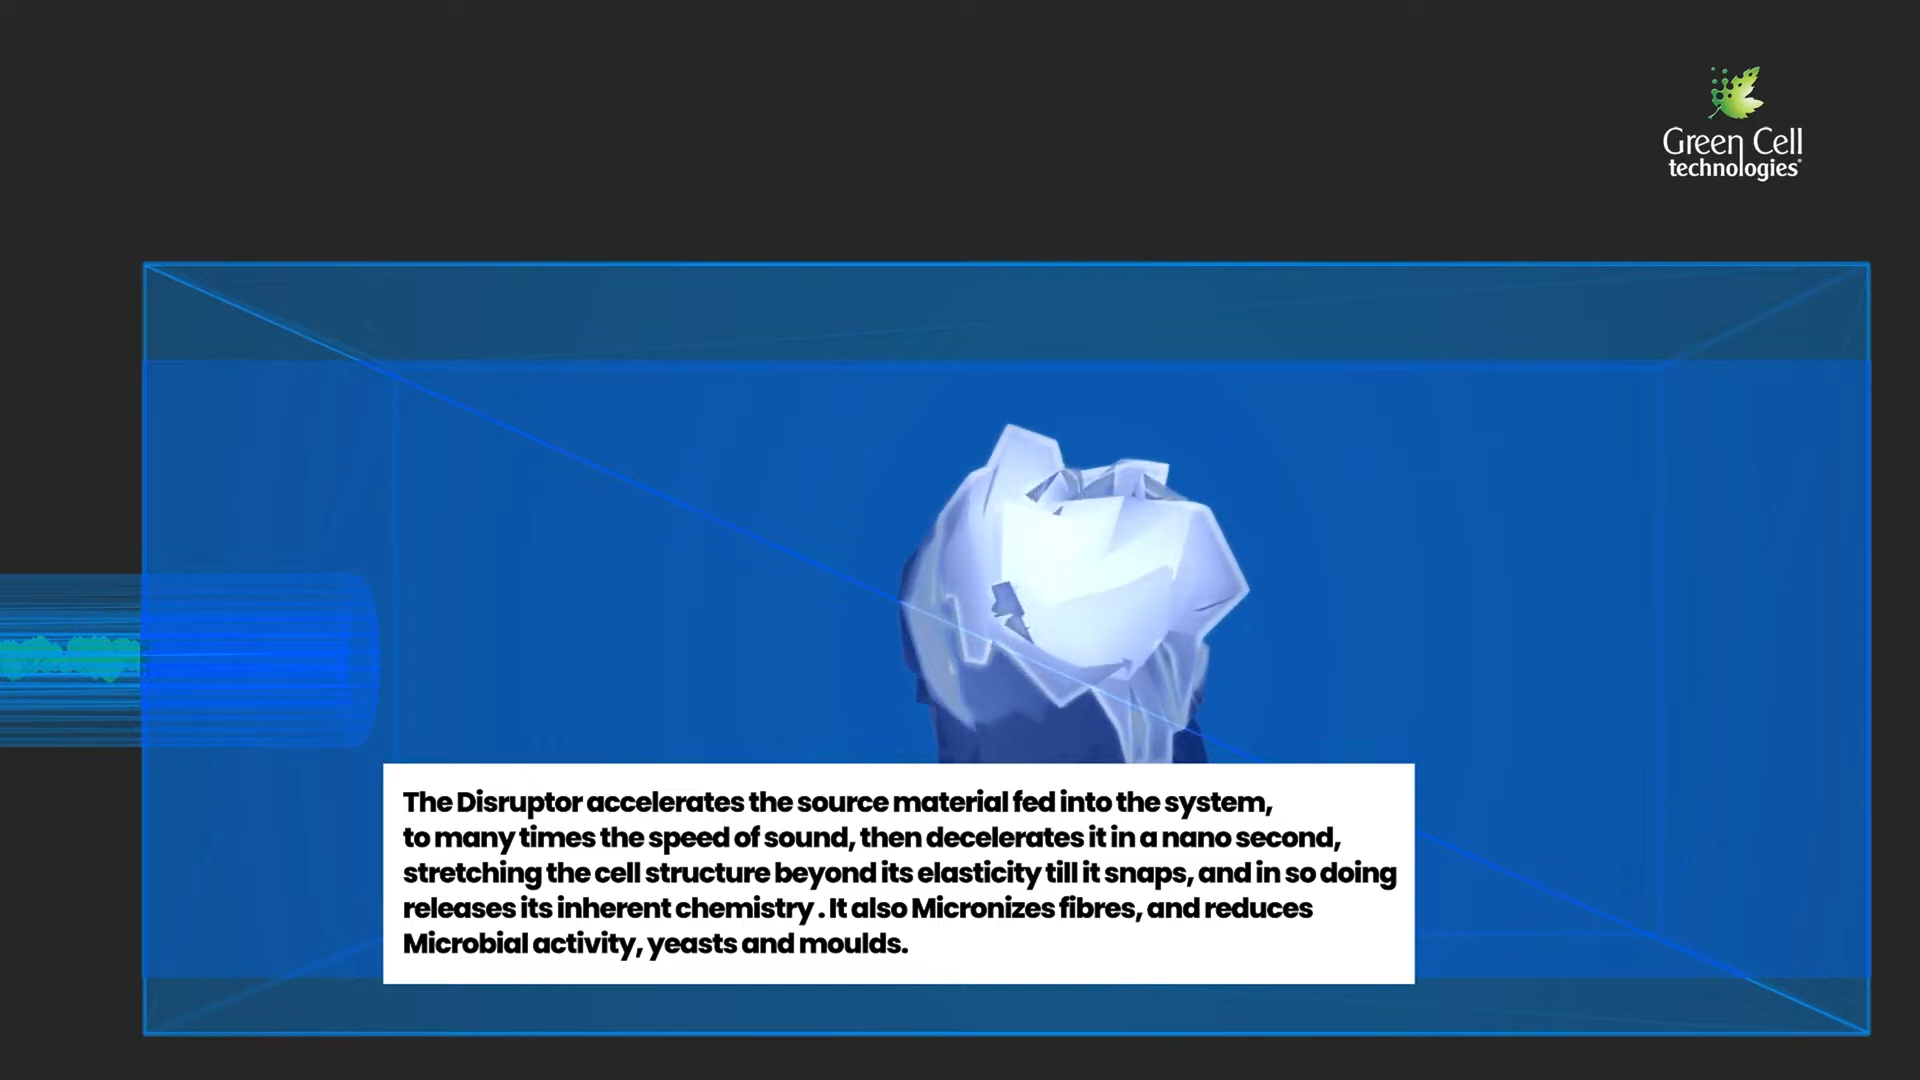 Green Cell
technologies®
The Disruptor accelerates the source material fed into the system,
to many times the speed of sound, then decelerates it in a nano second,
stretching the cell structure beyond its elasticity till it snaps, and in so doing
releases its inherent chemistry . It also Micronizes fibres, and reduces
Microbial activity, yeasts and moulds.